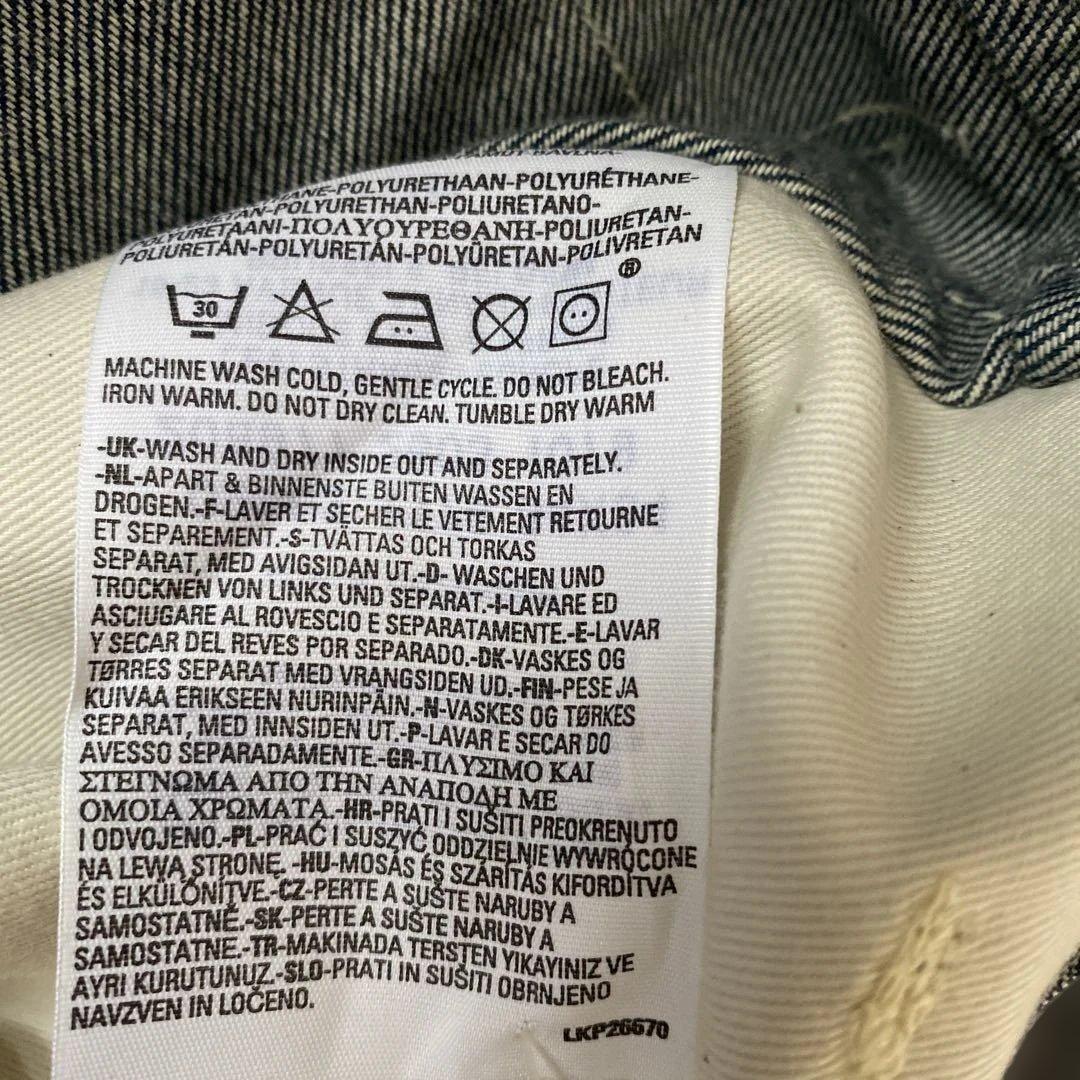 -POLYURETHAAN-POLYURÉTHANE-
-POLYURETHAN-POLIURETANO-
POLYURETAANI-ΠΟΛΥΟΥΡΕΘΑΝΗ-POLIURETAN-
POLIURETÁN-POLYURETAN-POLYÛRETAN-POLIVRETAN
®
30
MACHINE WASH COLD, GENTLE CYCLE. DO NOT BLEACH.
IRON WARM. DO NOT DRY CLEAN. TUMBLE DRY WARM
-UK-WASH AND DRY INSIDE OUT AND SEPARATELY.
-NL-APART & BINNENSTE BUITEN WASSEN EN
DROGEN.-F-LAVER ET SECHER LE VETEMENT RETOURNE
ET SEPAREMENT.-S-TVÄTTAS OCH TORKAS
SEPARAT, MED AVIGSIDAN UT.-D- WASCHEN UND
TROCKNEN VON LINKS UND SEPARAT.-I-LAVARE ED
ASCIUGARE AL ROVESCIO E SEPARATAMENTE.-E-LAVAR
Y SECAR DEL REVES POR SEPARADO.-DK-VASKES OG
TØRRES SEPARAT MED VRANGSIDEN UD.-FIN-PESE JA
KUIVAA ERIKSEEN NURINPÄIN.-N-VASKES OG TØRKES
SEPARAT, MED INNSIDEN UT.-P-LAVAR E SECAR DO
AVESSO SEPARADAMENTE.-GR-ΠΛΥΣΙΜΟ ΚΑΙ
ΣΤΕΓΝΩΜΑ ΑΠΟ ΤΗΝ ΑΝΑΠΟΔΗ ΜΕ
ΟΜΟΙΑ ΧΡΩΜΑΤΑ.-HR-PRATI I SUŠITI PREOKRENUTO
I ODVOJENO.-PL-PRAĆ I SUSZYĆ ODDZIELNIE WYWRÓCONE
NA LEWĄ STRONĘ. -HU-MOSÁS ÉS SZÁRÍTÁS KIFORDÍTVA
ÉS ELKÜLÖNÍTVE.-CZ-PERTE A SUŠTE NARUBY A
SAMOSTATNÉ.-SK-PERTE A SUŠTE NARUBY A
SAMOSTATNE.-TR-MAKINADA TERSTEN YIKAYINIZ VE
AYRI KURUTUNUZ.-SLO-PRATI IN SUŠITI OBRNJENO
NAVZVEN IN LOČENO.
LKP26670